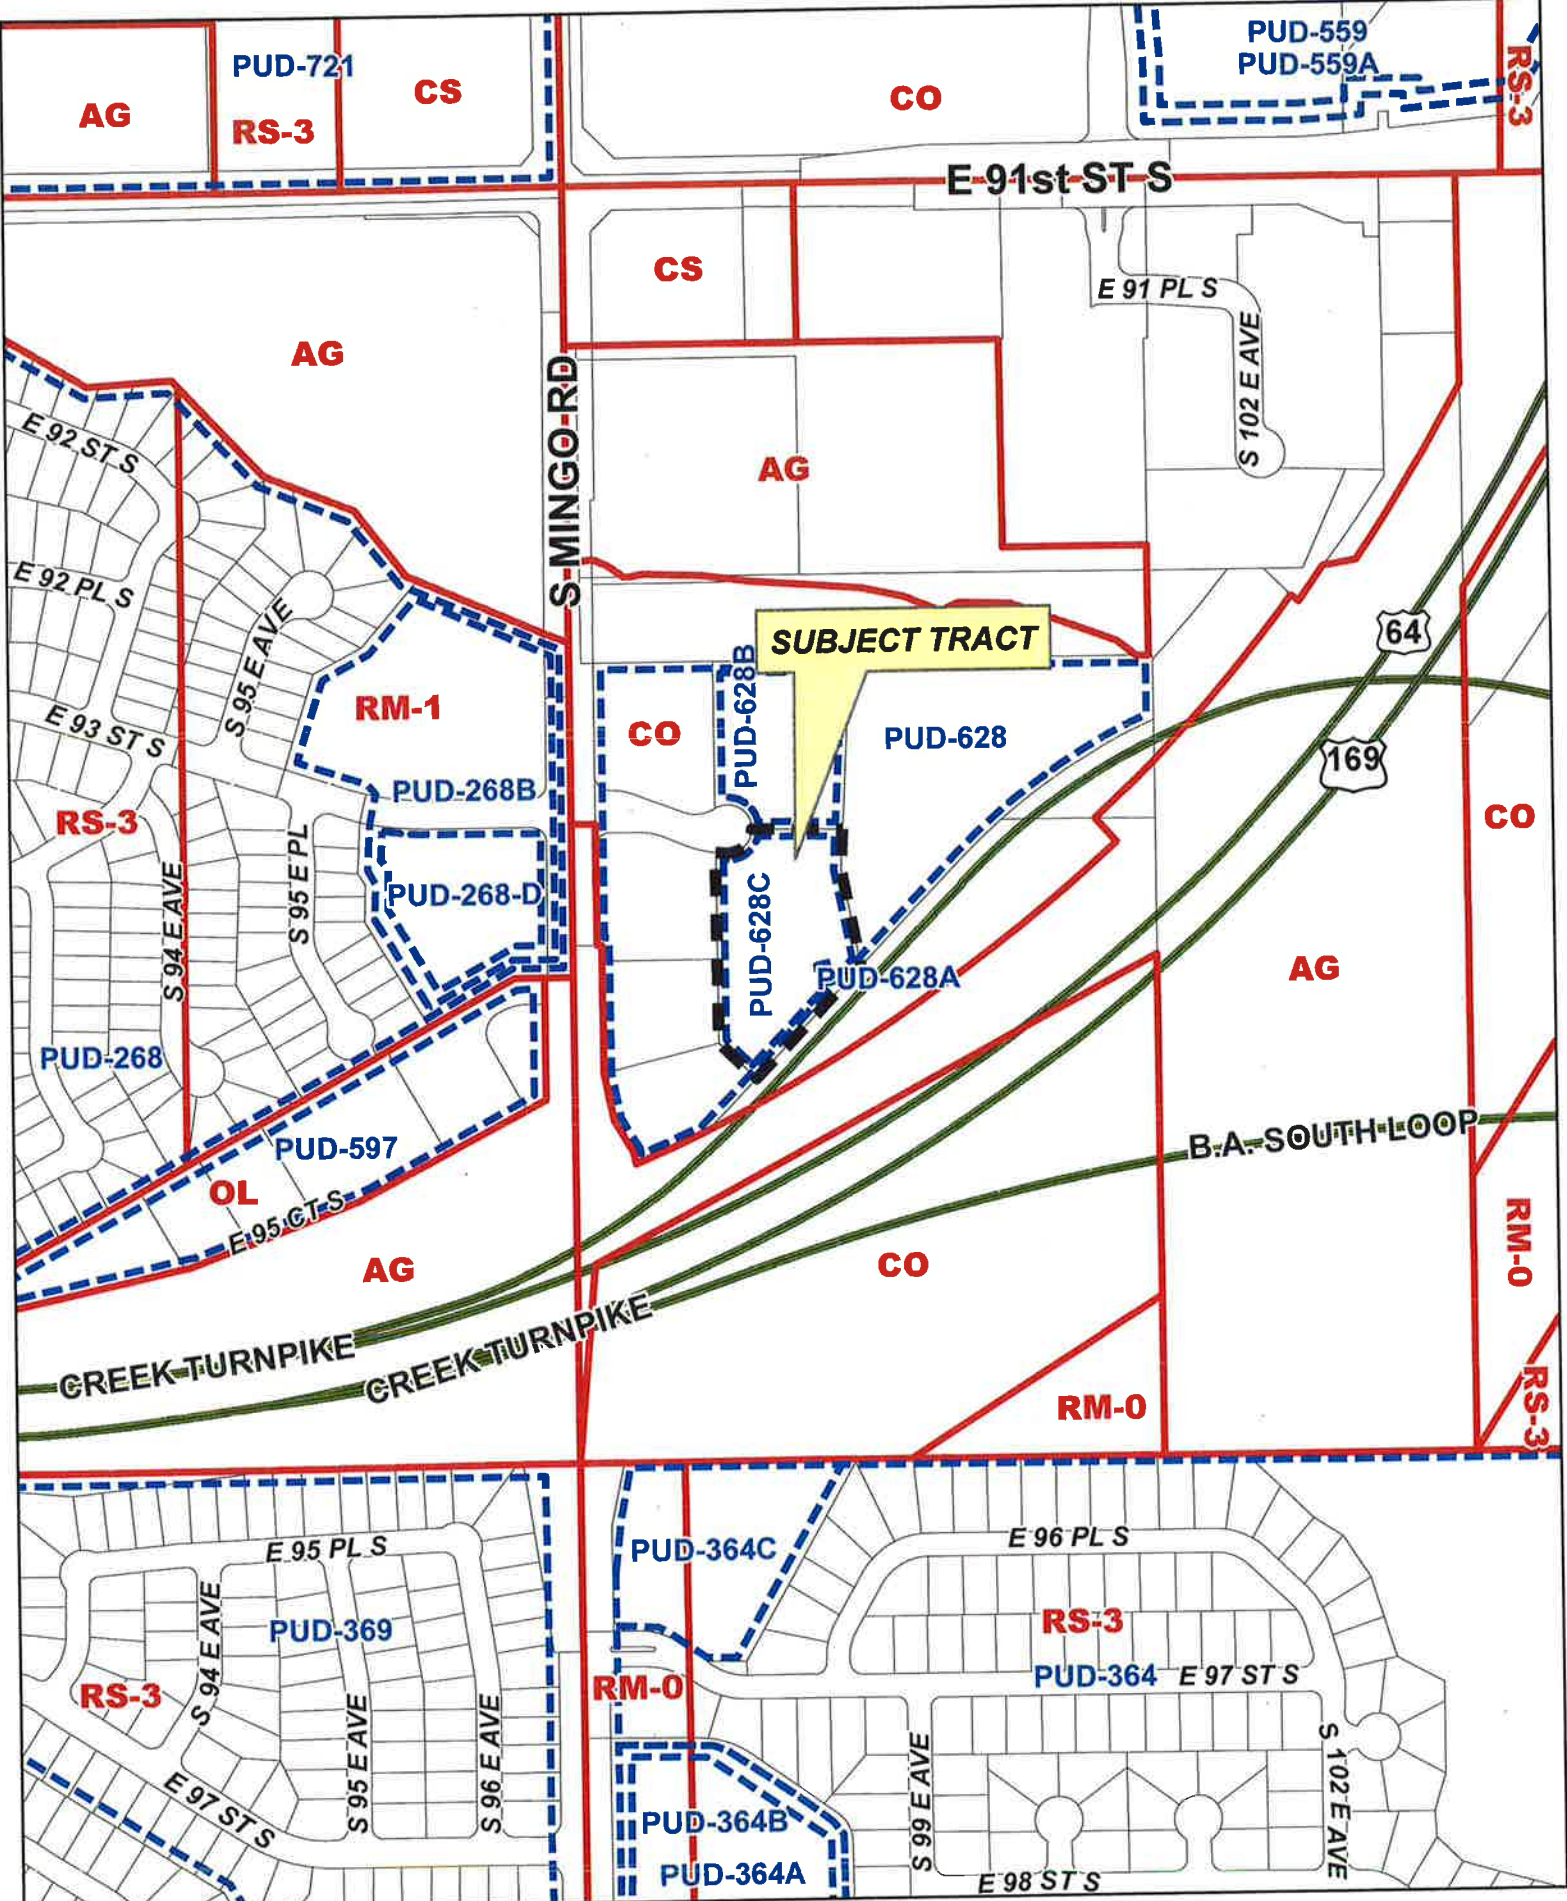 PUD-559
PUD-559A
RS-3
PUD-721
CS
CO
AG
RS-3
E 91st ST S
CS
E 91 PL S
S 102 E AVE
AG
S MINGO RD
AG
E 92 ST S
E 92 PL S
S 95 E AVE
64
SUBJECT TRACT
RM-1
E 93 ST S
CO
PUD-628B
PUD-628
169
PUD-268B
RS-3
CO
S 95 E PL
S 94 E AVE
PUD-268-D
PUD-628C
PUD-628A
AG
PUD-268
PUD-597
B.A. SOUTH LOOP
OL
E 95 CT S
AG
CO
RM-0
CREEK TURNPIKE
CREEK TURNPIKE
RM-0
RS-3
E 95 PL S
PUD-364C
E 96 PL S
S 94 E AVE
PUD-369
RS-3
RS-3
RM-0
PUD-364
E 97 ST S
S 95 E AVE
S 96 E AVE
S 99 E AVE
S 102 E AVE
E 97 ST S
PUD-364B
PUD-364A
E 98 ST S